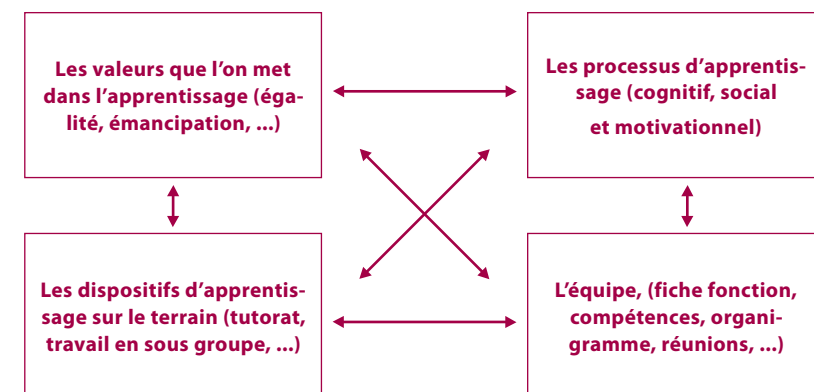 Les valeurs que l’on met
dans l’apprentissage (éga-
lité, émancipation, ...)
Les processus d’apprentis-
sage (cognitif, social
et motivationnel)
Les dispositifs d’apprentis-
sage sur le terrain (tutorat,
travail en sous groupe, ...)
L’équipe, (fiche fonction,
compétences, organi-
gramme, réunions, ...)